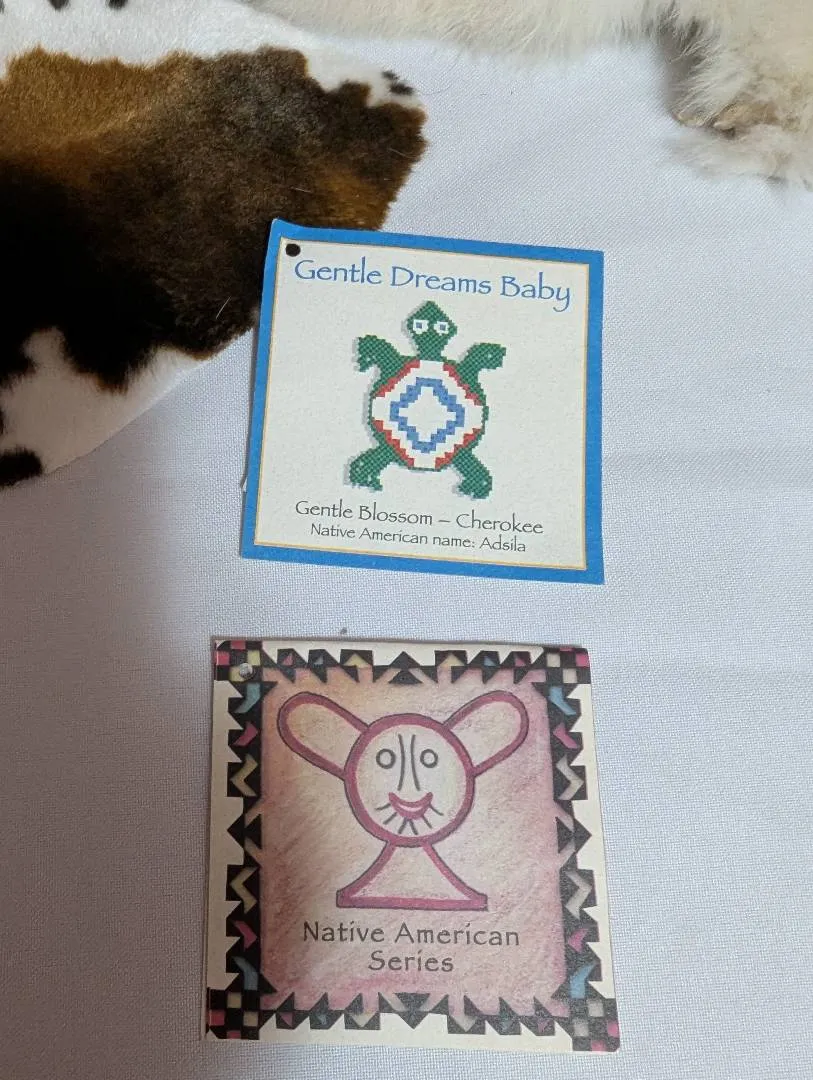 Gentle Dreams Baby
Gentle Blossom – Cherokee
Native American name: Adsila
Native American
Series